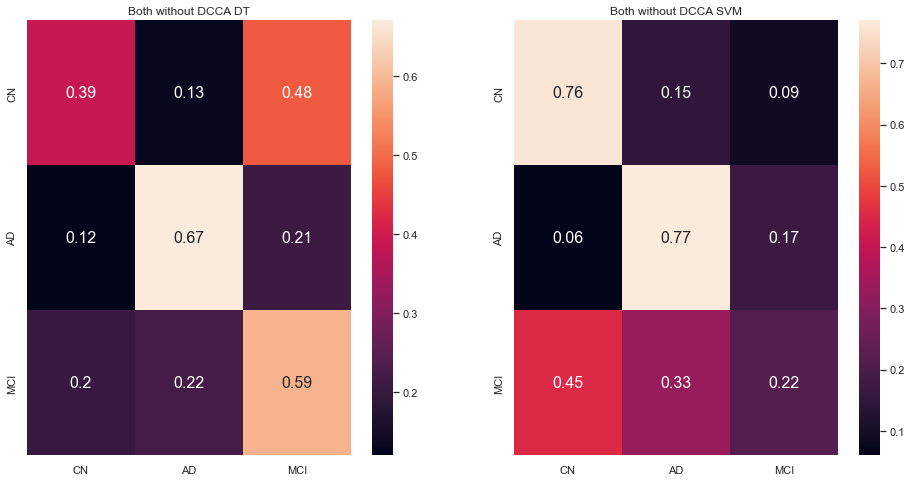 Both without DCCA DT
CN 0.39 0.13 0.48
AD 0.12 0.67 0.21
MCI 0.2 0.22 0.59
CN AD MCI
0.6
0.5
0.4
0.3
0.2
Both without DCCA SVM
CN 0.76 0.15 0.09
AD 0.06 0.77 0.17
MCI 0.45 0.33 0.22
CN AD MCI
0.7
0.6
0.5
0.4
0.3
0.2
0.1